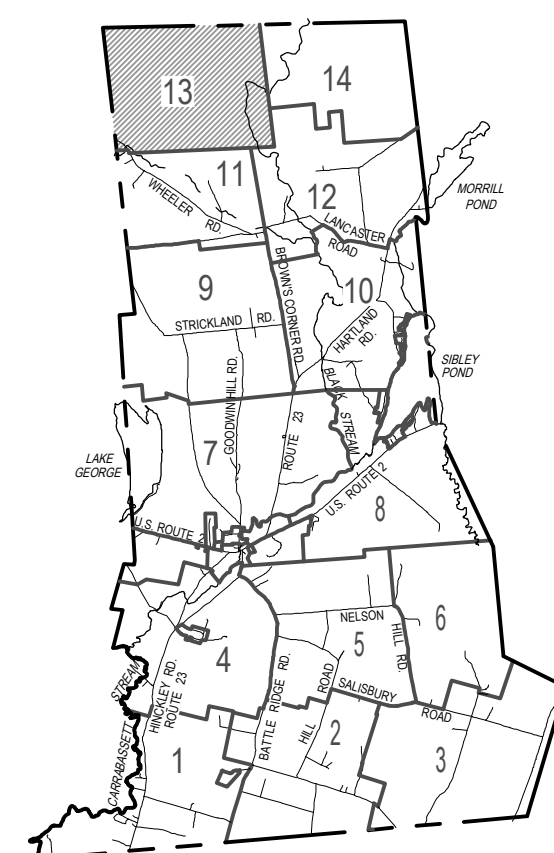 13
14
11
WHEELER RD.
12
MORRILL
POND
LANCASTER
ROAD
9
BROWN'S CORNER RD.
10
STRICKLAND RD.
HARTLAND
RD.
SIBLEY
POND
GOODWIN HILL RD.
BLACK STREAM
7
ROUTE 23
LAKE
GEORGE
U.S. ROUTE 2
U.S. ROUTE 2
8
NELSON
HILL RD.
6
5
4
BATTLE RIDGE RD.
HINCKLEY RD.
ROUTE 23
STREAM
CARRABASSETT
SALISBURY
ROAD
HILL
ROAD
2
1
3